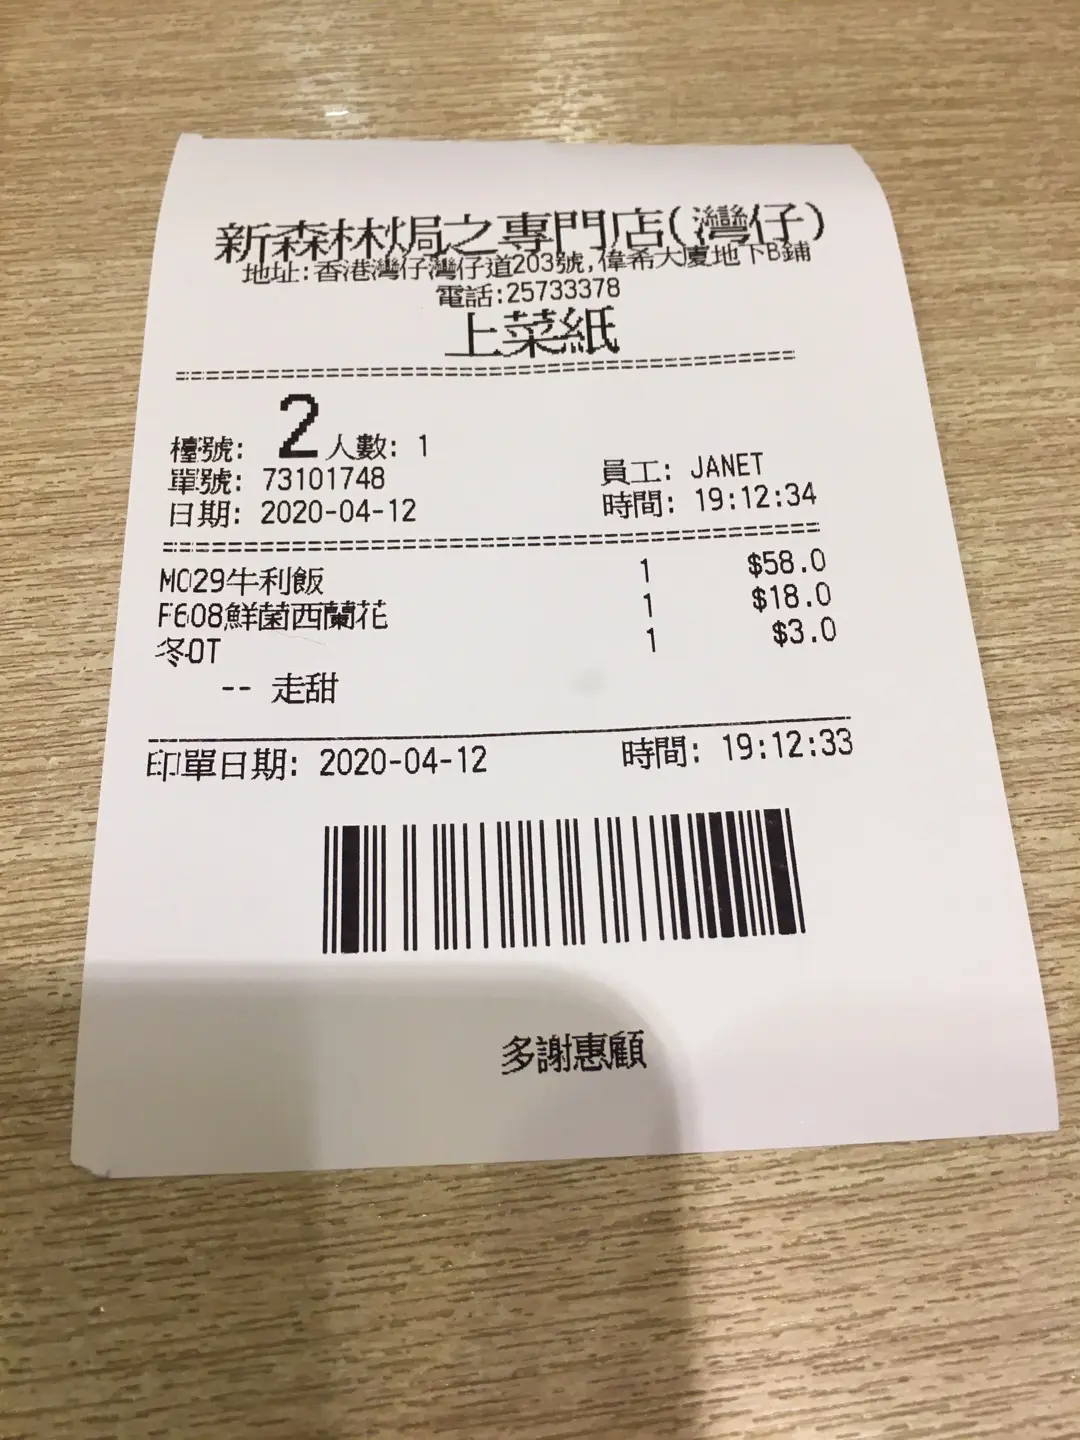 新森林焗之專門店(灣仔)
地址:香港灣仔灣仔道203號,偉希大廈地下B鋪
電話:25733378
上菜紙
檯號: 2 人數: 1
單號: 73101748 員工: JANET
日期: 2020-04-12 時間: 19:12:34
M029牛利飯 1 $58.0
F608鮮菌西蘭花 1 $18.0
冬OT 1 $3.0
-- 走甜
印單日期: 2020-04-12 時間: 19:12:33
多謝惠顧